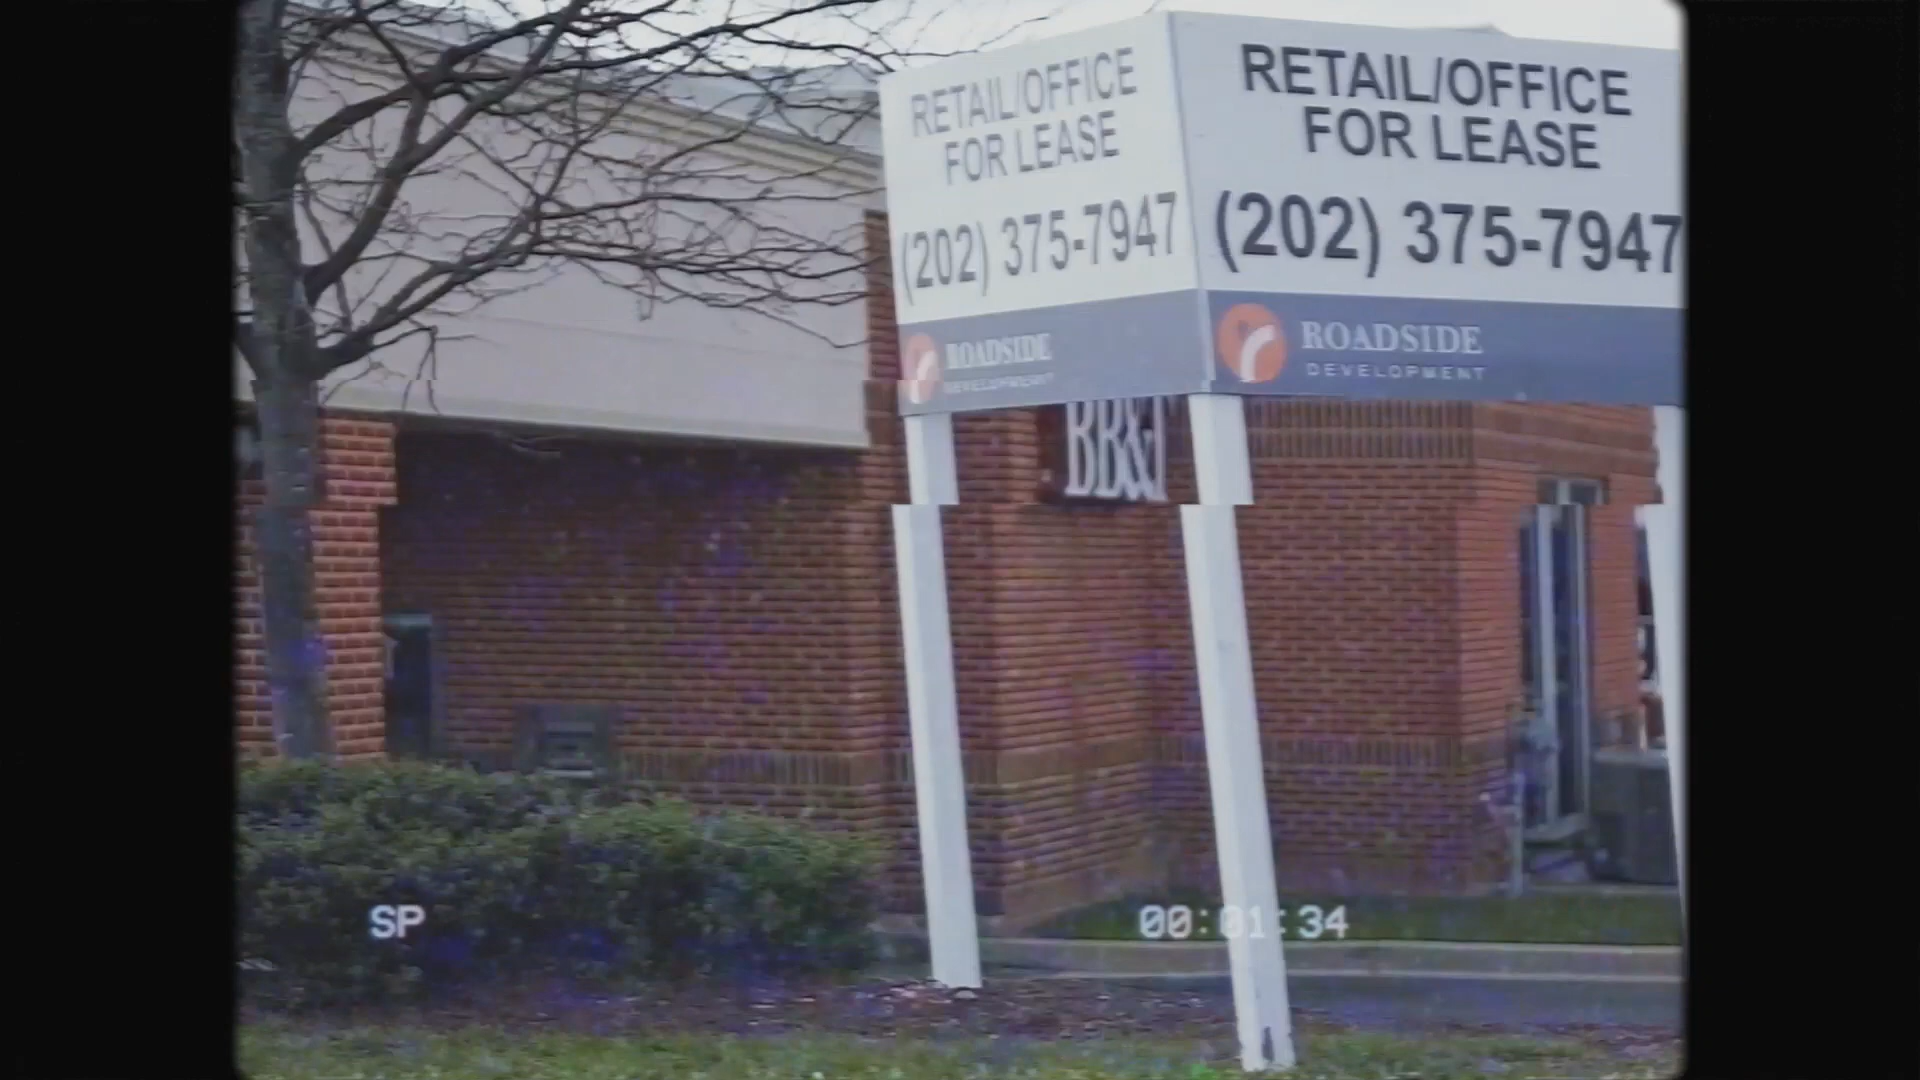 RETAIL/OFFICE
FOR LEASE
(202) 375-7947
ROADSIDE
DEVELOPMENT
RETAIL/OFFICE
FOR LEASE
(202) 375-7947
ROADSIDE
DEVELOPMENT
BB&T
SP
00:01:34